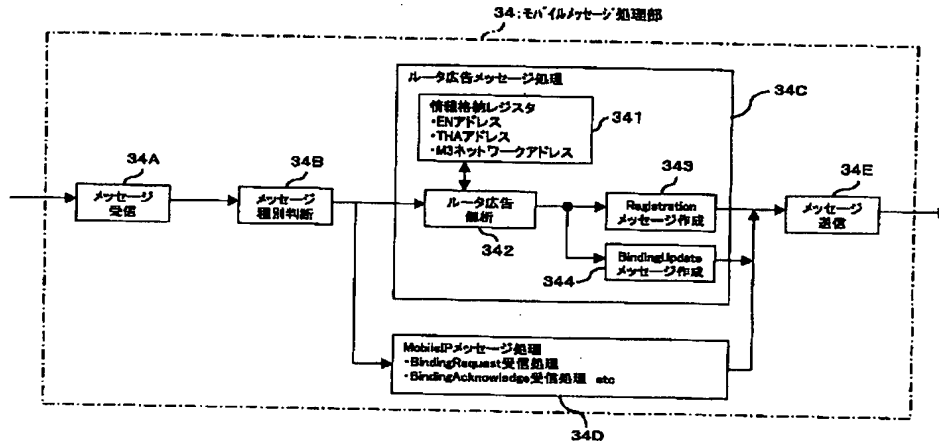 34:モバイルメッセージ処理部
ルータ広告メッセージ処理
34C
情報格納レジスタ
・ENアドレス
・THAアドレス
・M3ネットワークアドレス
341
34A
メッセージ
受信
34B
メッセージ
種別判断
ルータ広告
解析
342
343
Registration
メッセージ作成
344
BindingUpdate
メッセージ作成
34E
メッセージ
送信
MobileIPメッセージ処理
・BindingRequest受信処理
・BindingAcknowledge受信処理 etc
34D